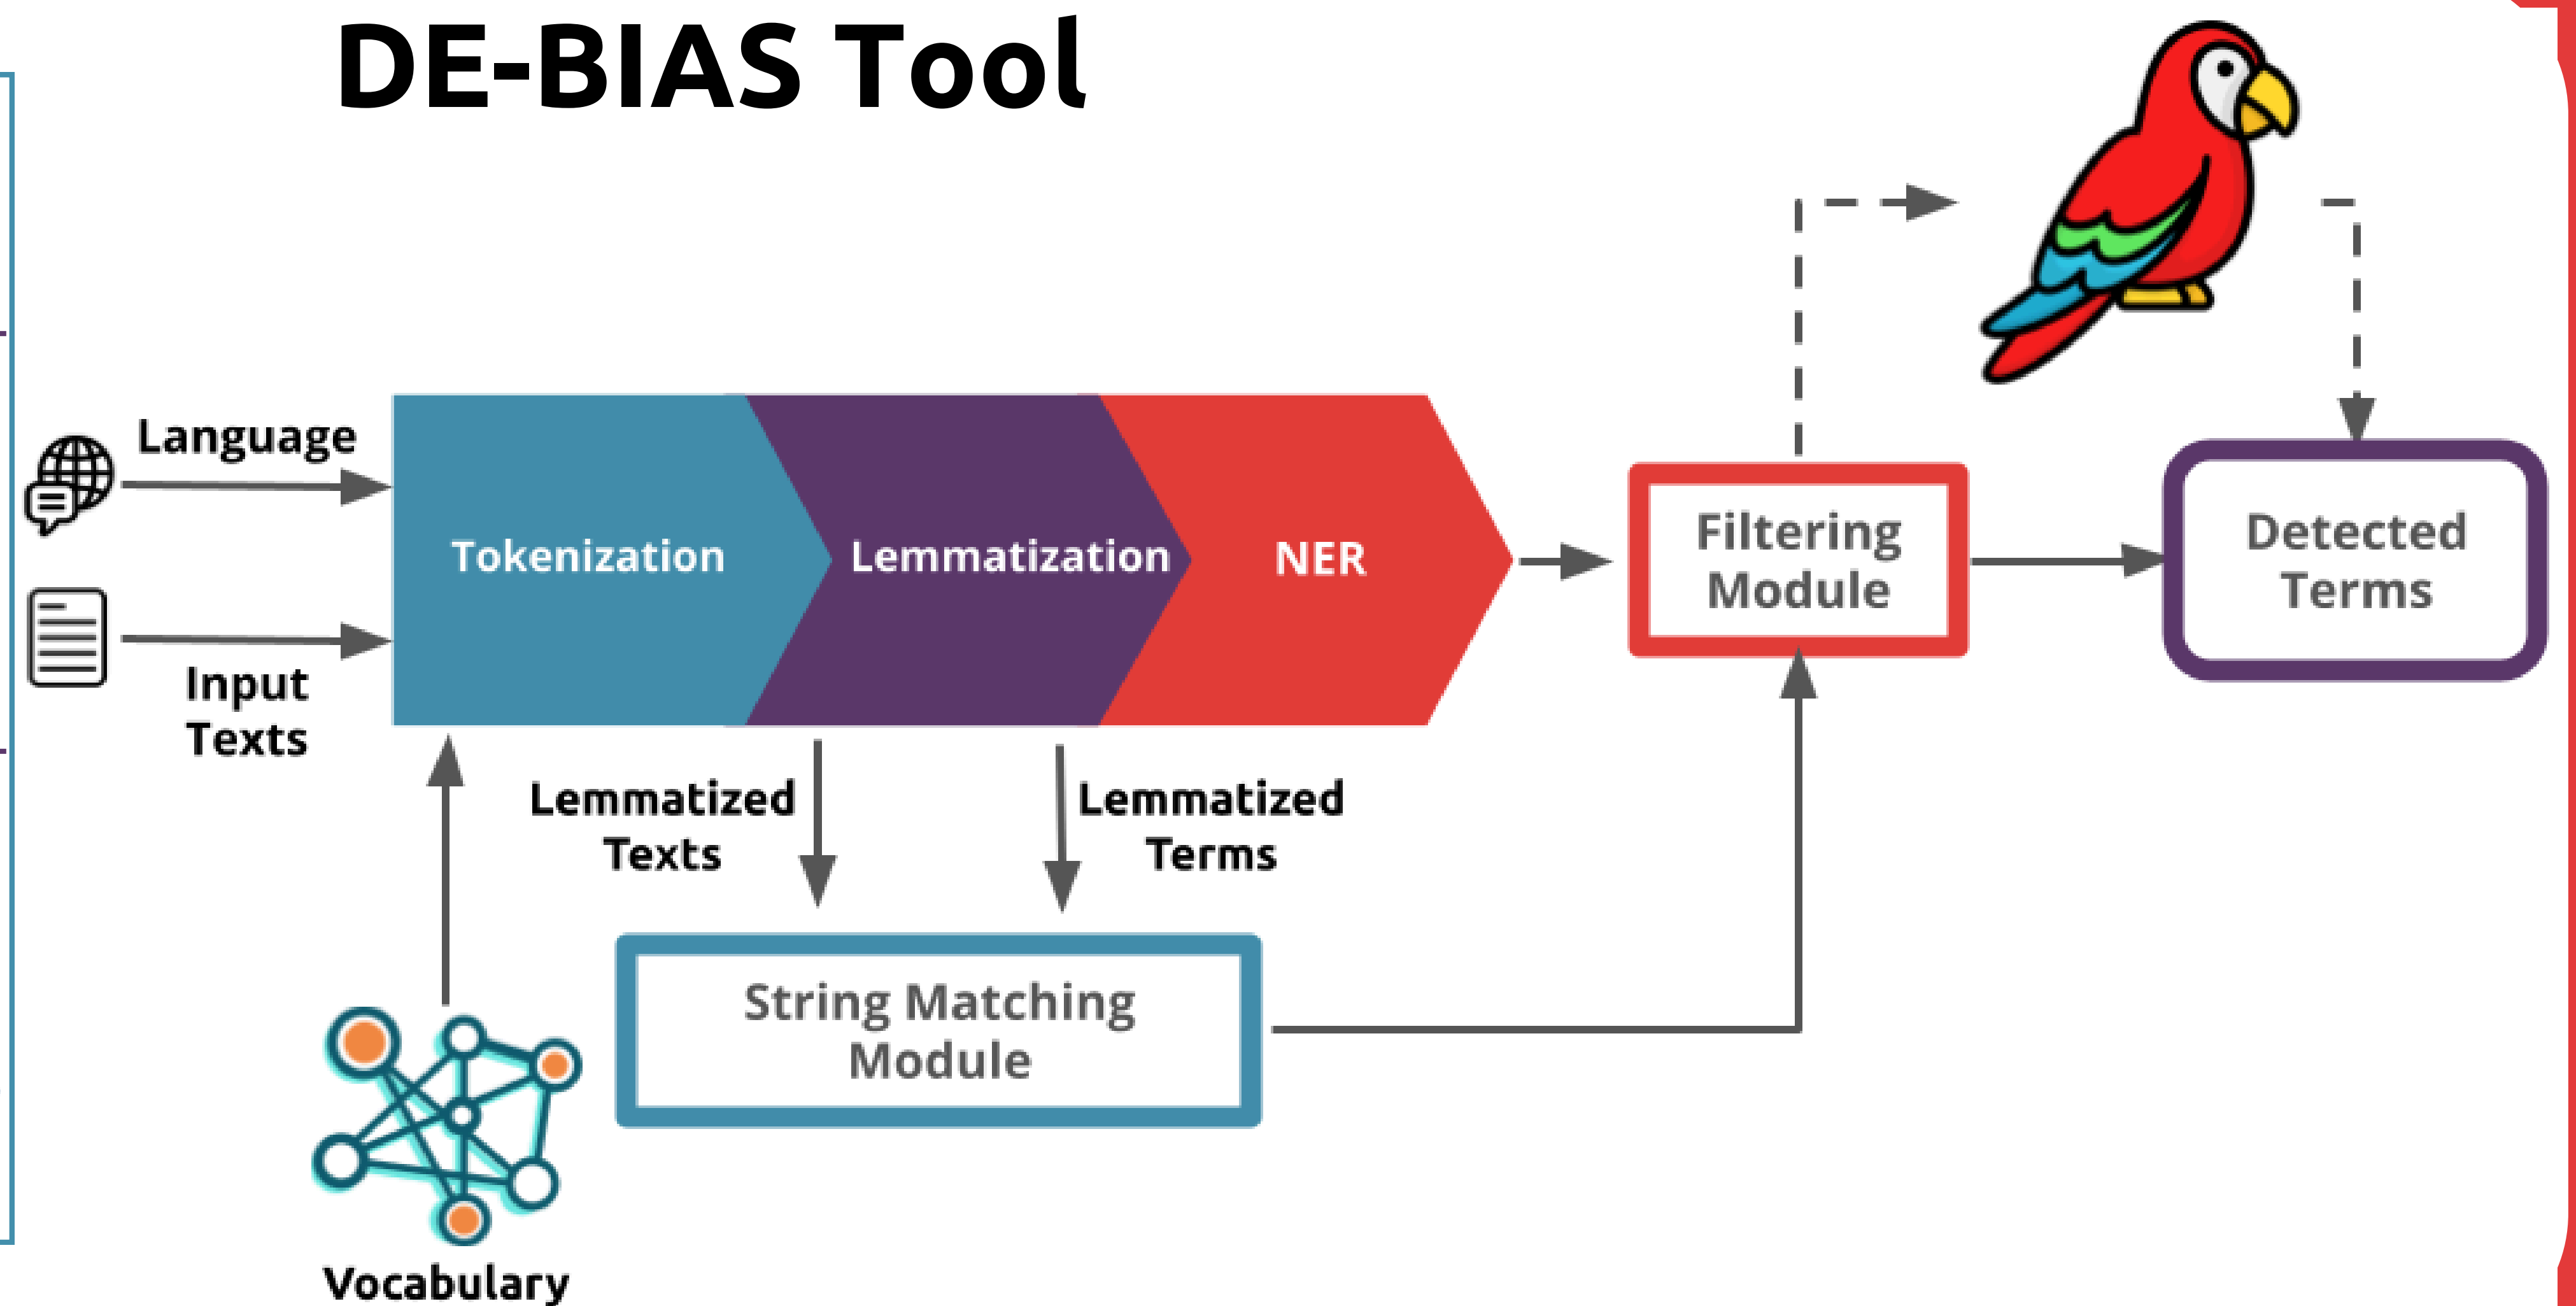 DE-BIAS Tool
Language
Input
Texts
Tokenization
Lemmatization
NER
Filtering
Module
Detected
Terms
Lemmatized
Texts
Lemmatized
Terms
String Matching
Module
Vocabulary